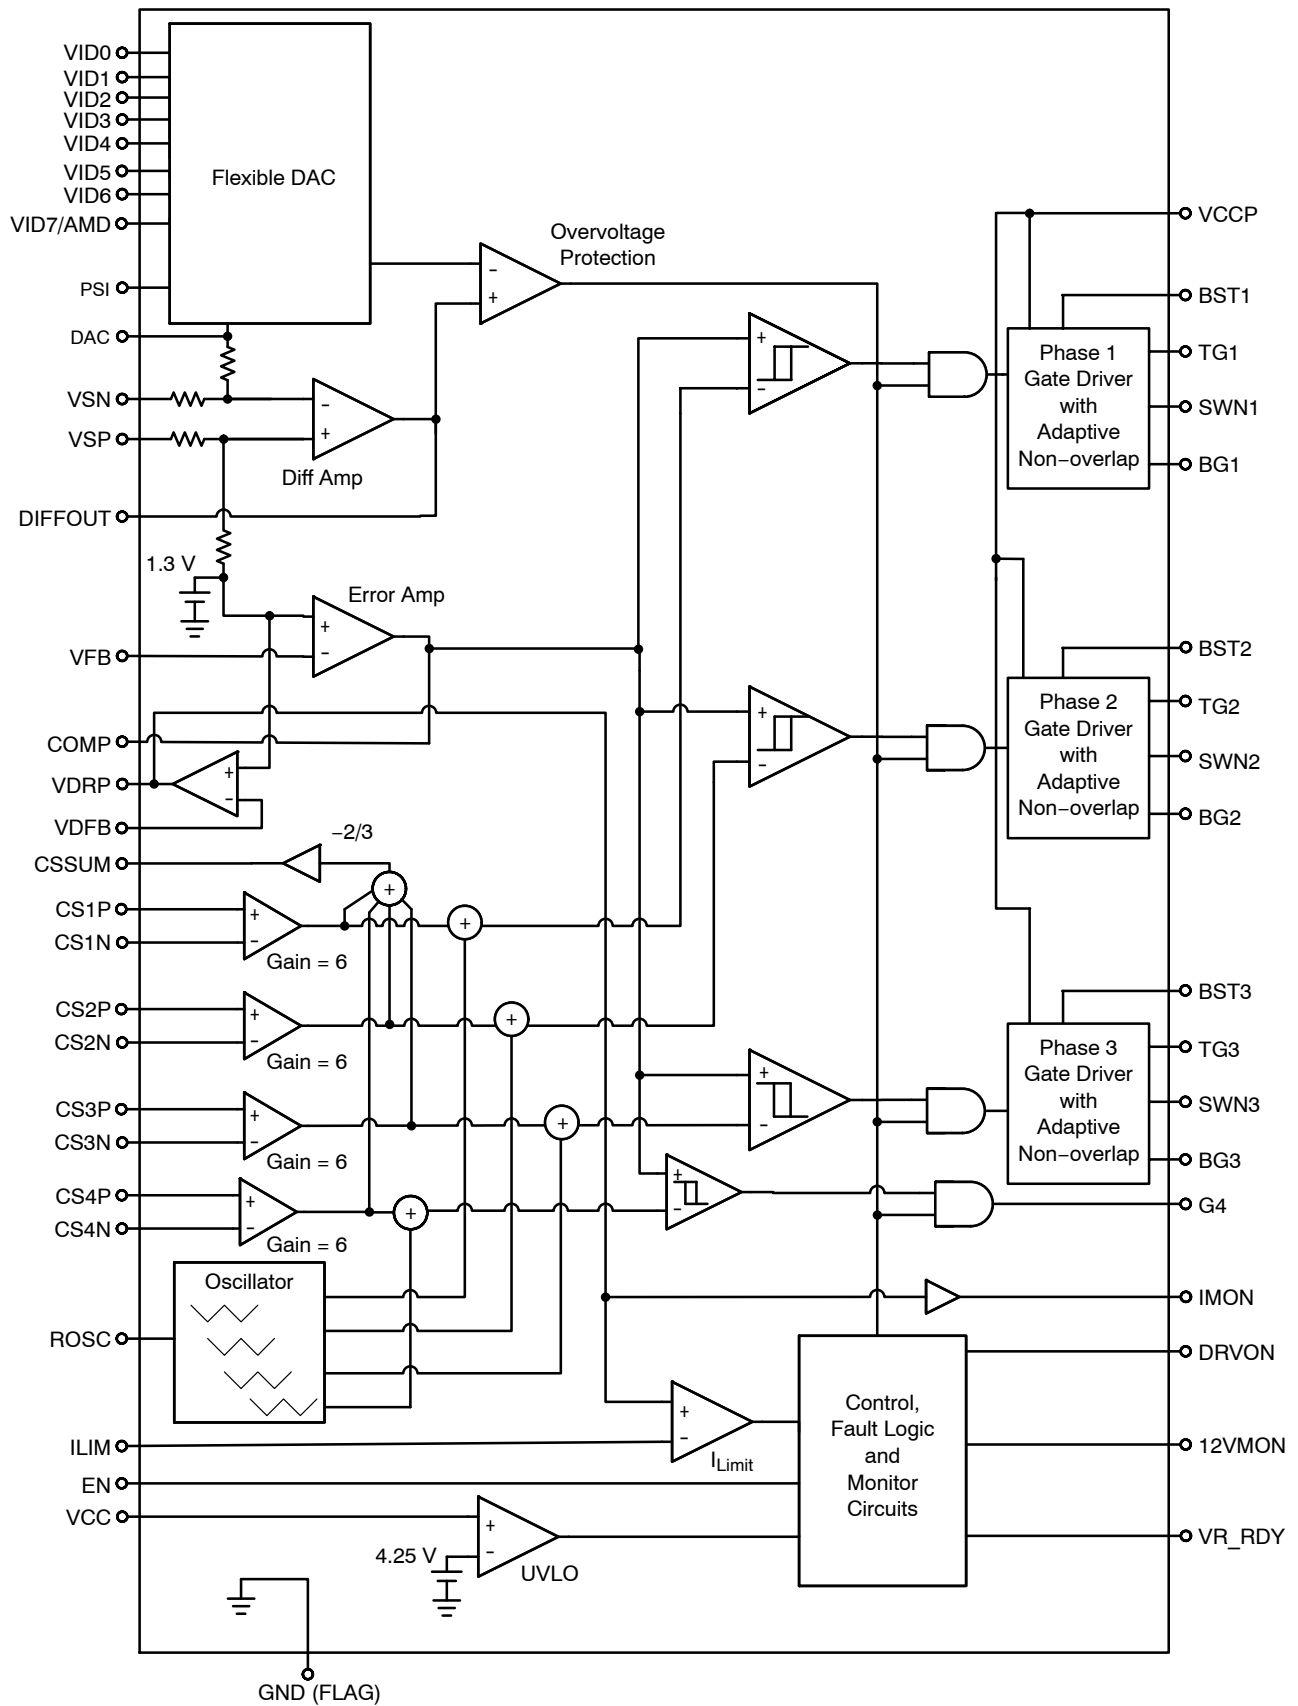 VID0
VID1
VID2
VID3
VID4
VID5
VID6
VID7/AMD
PSI
DAC
VSN
VSP
DIFFOUT
1.3 V
VFB
COMP
VDRP
VDFB
CSSUM
CS1P
CS1N
CS2P
CS2N
CS3P
CS3N
CS4P
CS4N
ROSC
ILIM
EN
VCC
GND (FLAG)
Flexible DAC
Overvoltage
Protection
−
+
−
+
Diff Amp
Error Amp
+
−
+
−
−2/3
+
+
−
Gain = 6
+
+
−
Gain = 6
+
+
−
Gain = 6
+
+
−
Gain = 6
+
Oscillator
+
−
+
−
+
−
+
−
+
−
ILimit
4.25 V
+
−
UVLO
Control,
Fault Logic
and
Monitor
Circuits
Phase 1
Gate Driver
with
Adaptive
Non−overlap
Phase 2
Gate Driver
with
Adaptive
Non−overlap
Phase 3
Gate Driver
with
Adaptive
Non−overlap
VCCP
BST1
TG1
SWN1
BG1
BST2
TG2
SWN2
BG2
BST3
TG3
SWN3
BG3
G4
IMON
DRVON
12VMON
VR_RDY